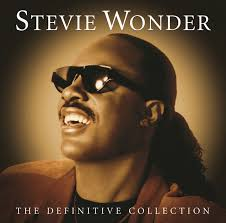 STEVIE WONDER
THE DEFINITIVE COLLECTION